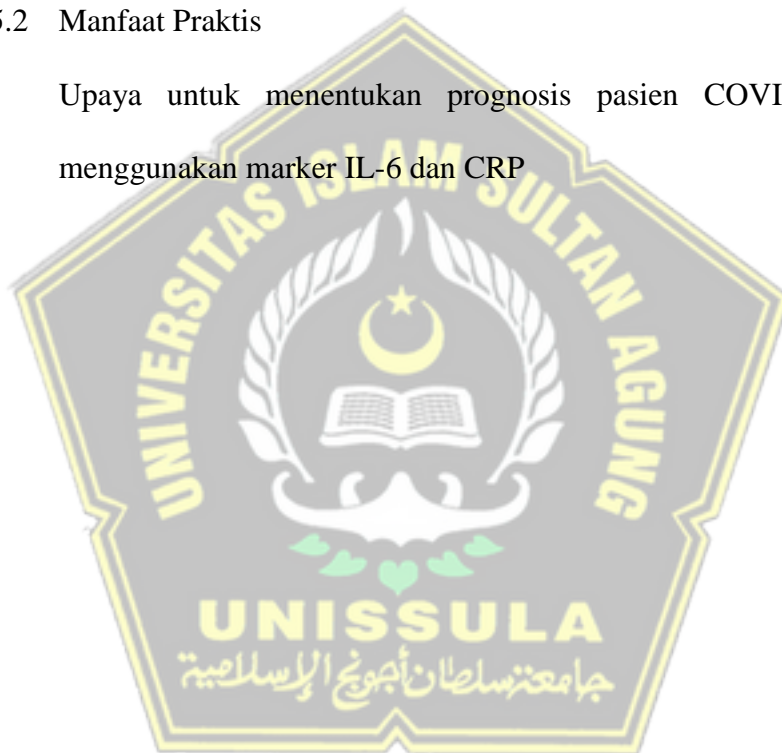 5.2 Manfaat Praktis
Upaya untuk menentukan prognosis pasien COVI
menggunakan marker IL-6 dan CRP
UNIVERSITAS ISLAM SULTAN AGUNG
UNISSULA
جامعة سلطان أجونج الإسلامية